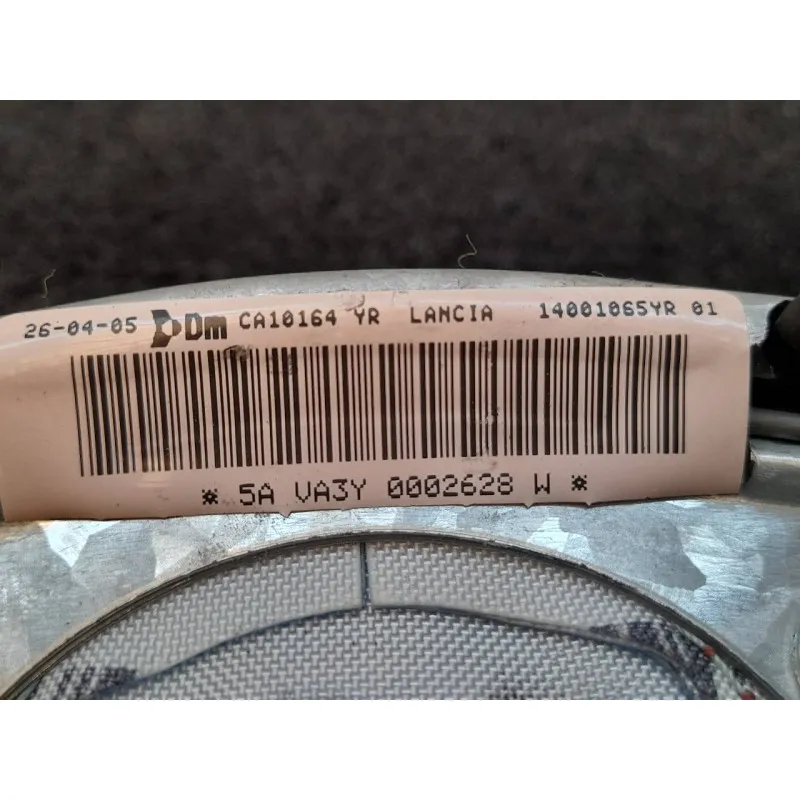 26-04-05 Dm CA10164 YR LANCIA 14001065YR 01
* 5A VA3Y 0002628 W *